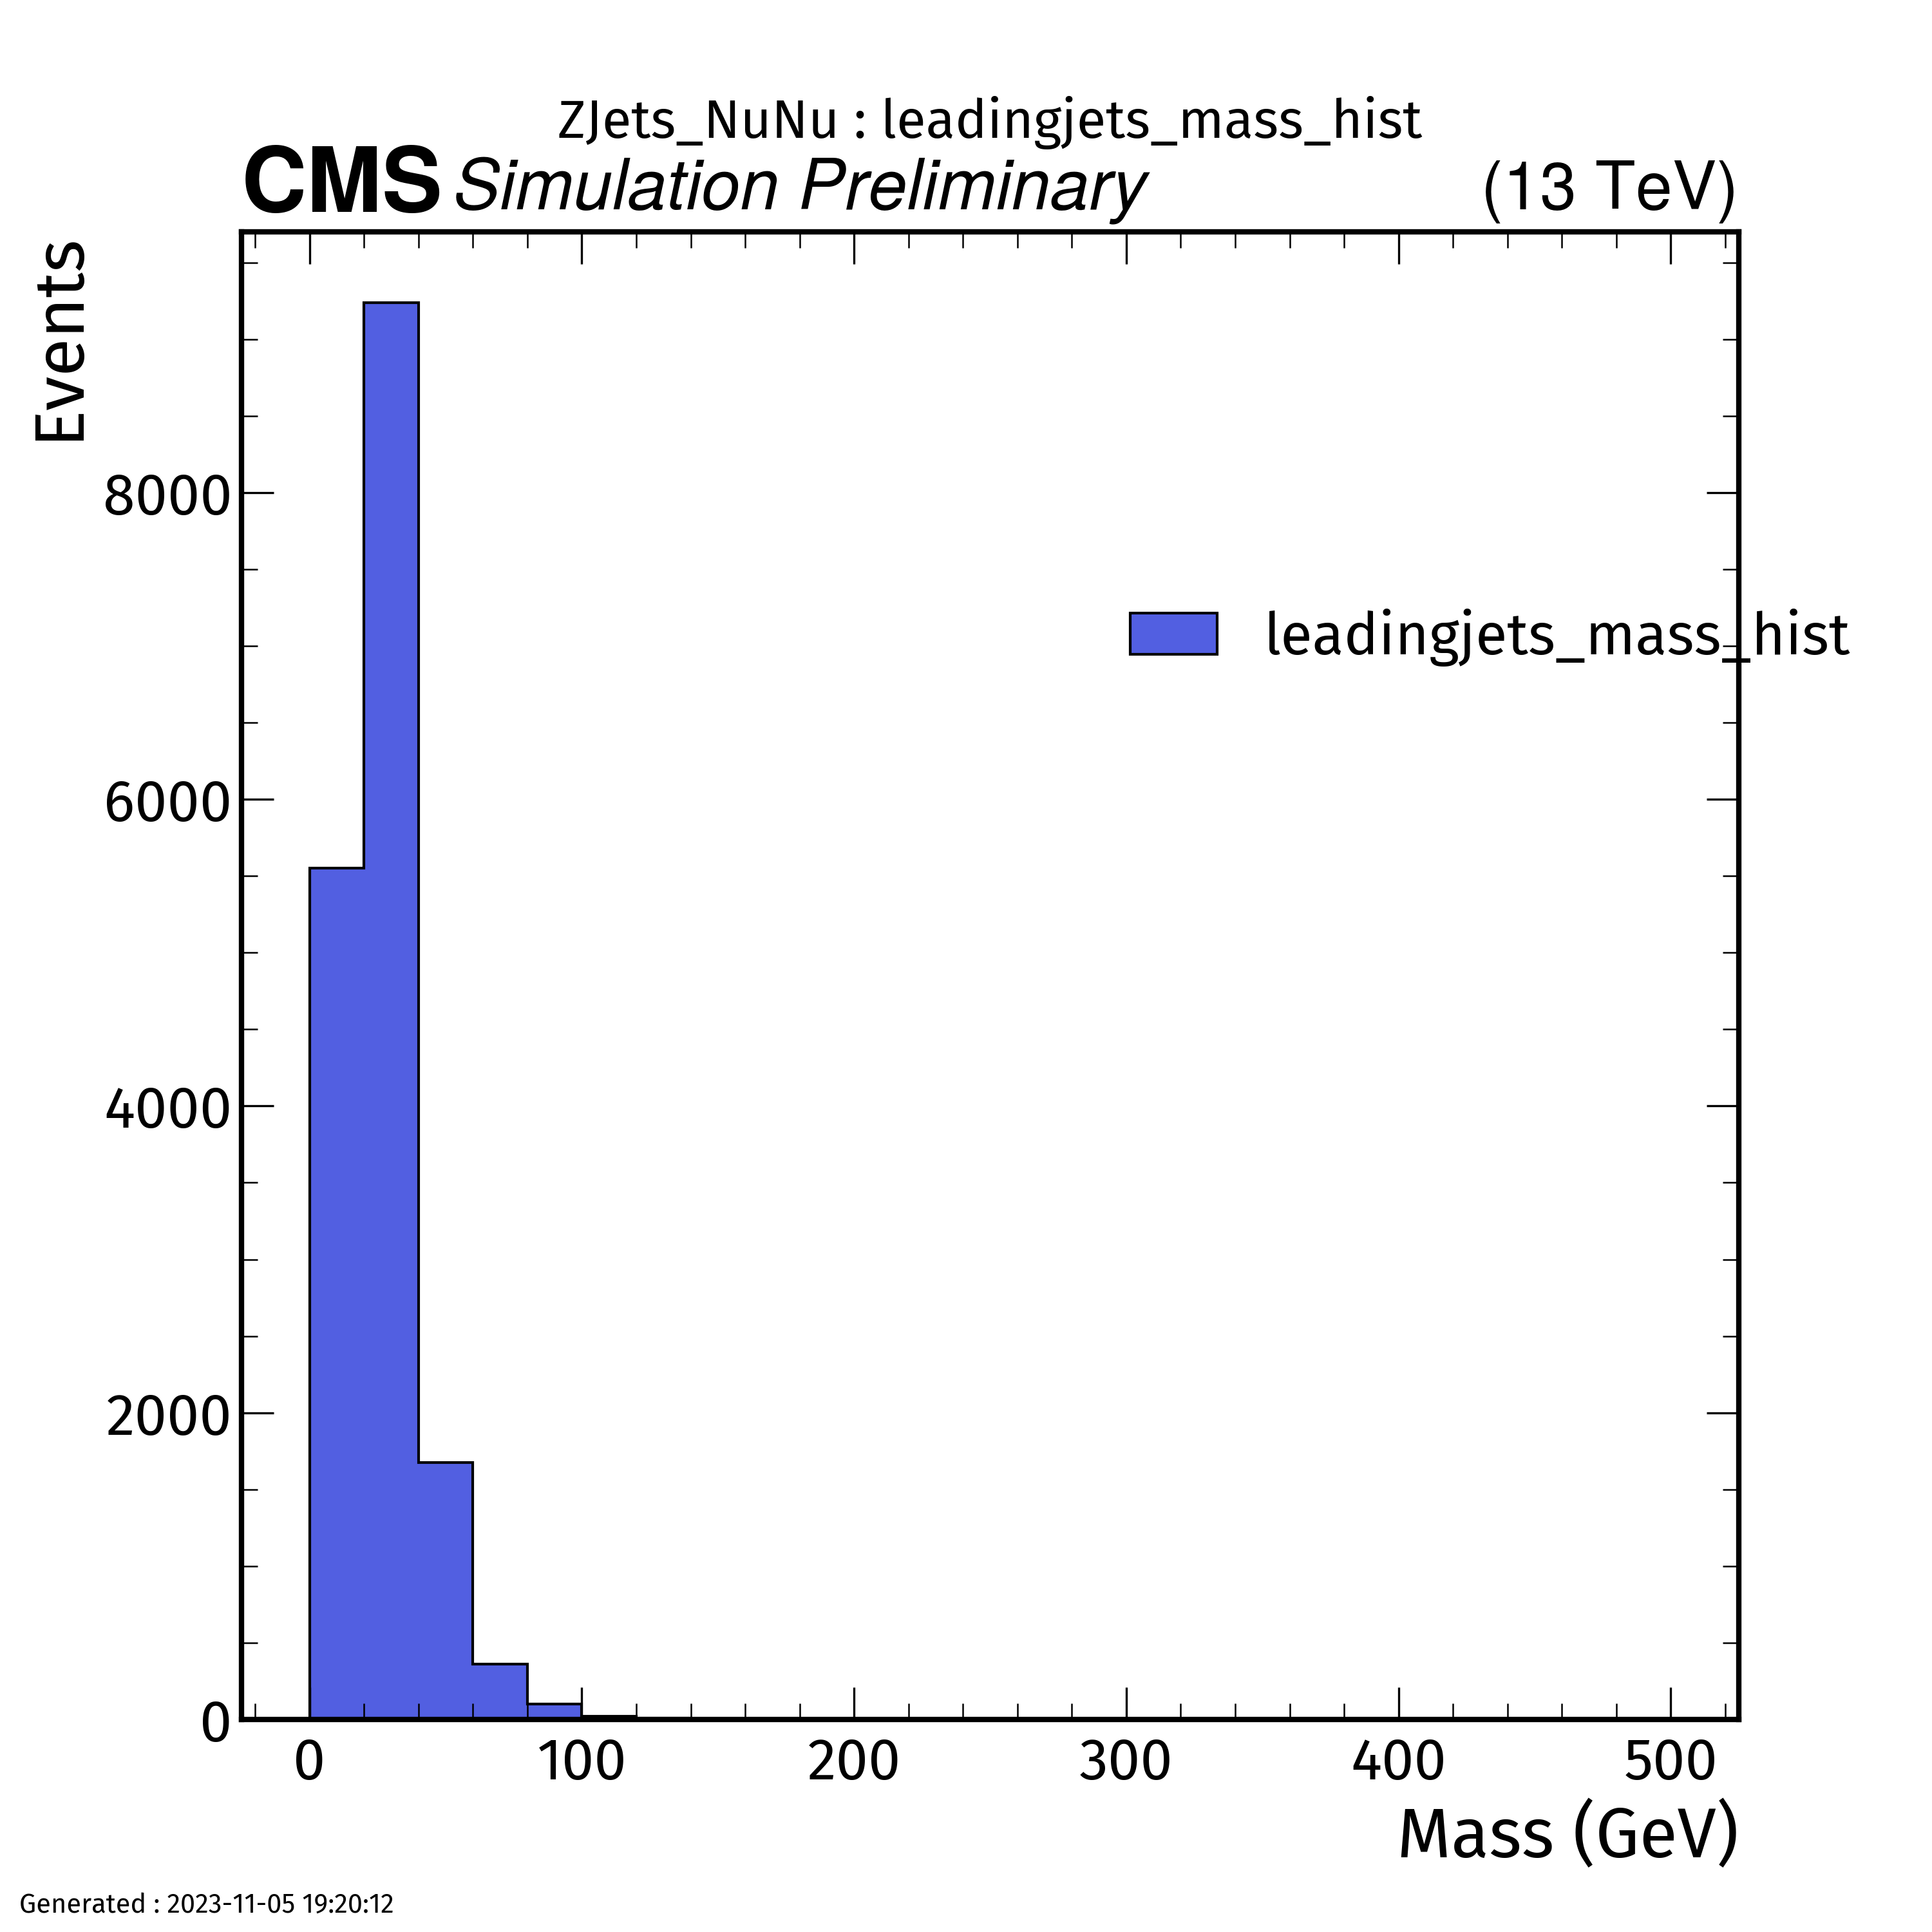 ZJets_NuNu : leadingjets_mass_hist
CMS Simulation Preliminary (13 TeV)
Events
8000
leadingjets_mass_hist
6000
4000
2000
0
0 100 200 300 400 500
Mass (GeV)
Generated : 2023-11-05 19:20:12